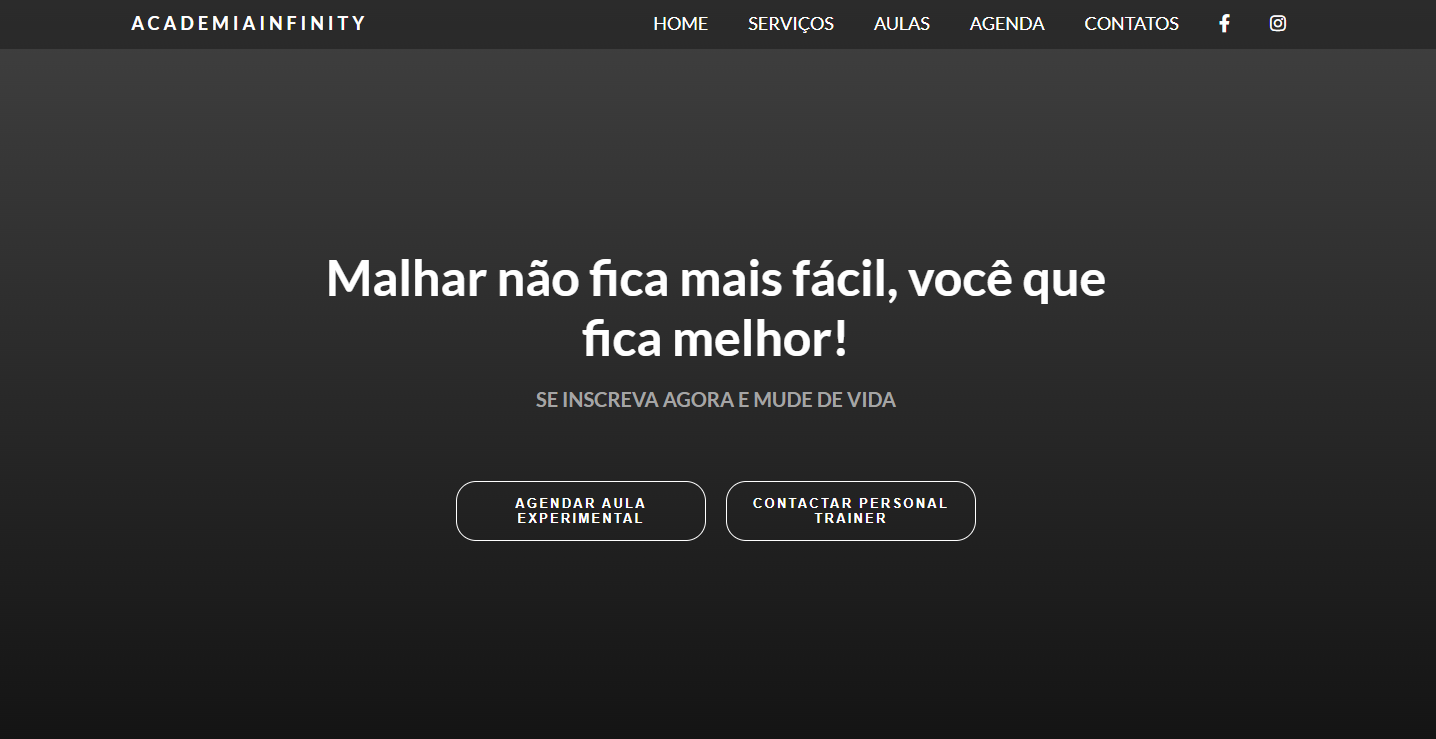 ACADEMIAINFINITY HOME SERVIÇOS AULAS AGENDA CONTATOS
Malhar não fica mais fácil, você que
fica melhor!
SE INSCREVA AGORA E MUDE DE VIDA
AGENDAR AULA
EXPERIMENTAL
CONTACTAR PERSONAL
TRAINER